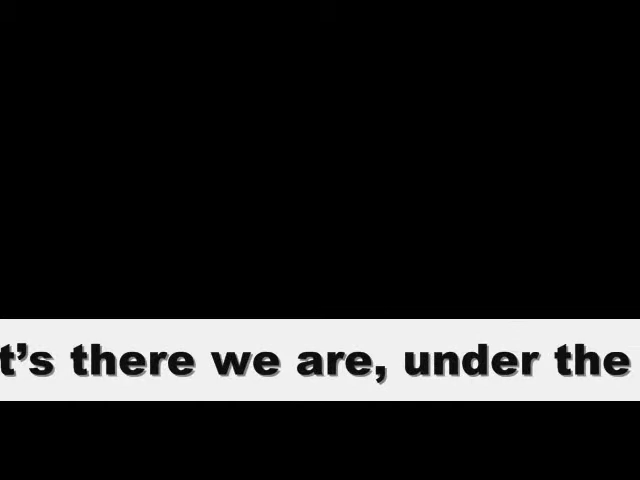 t’s there we are, under the